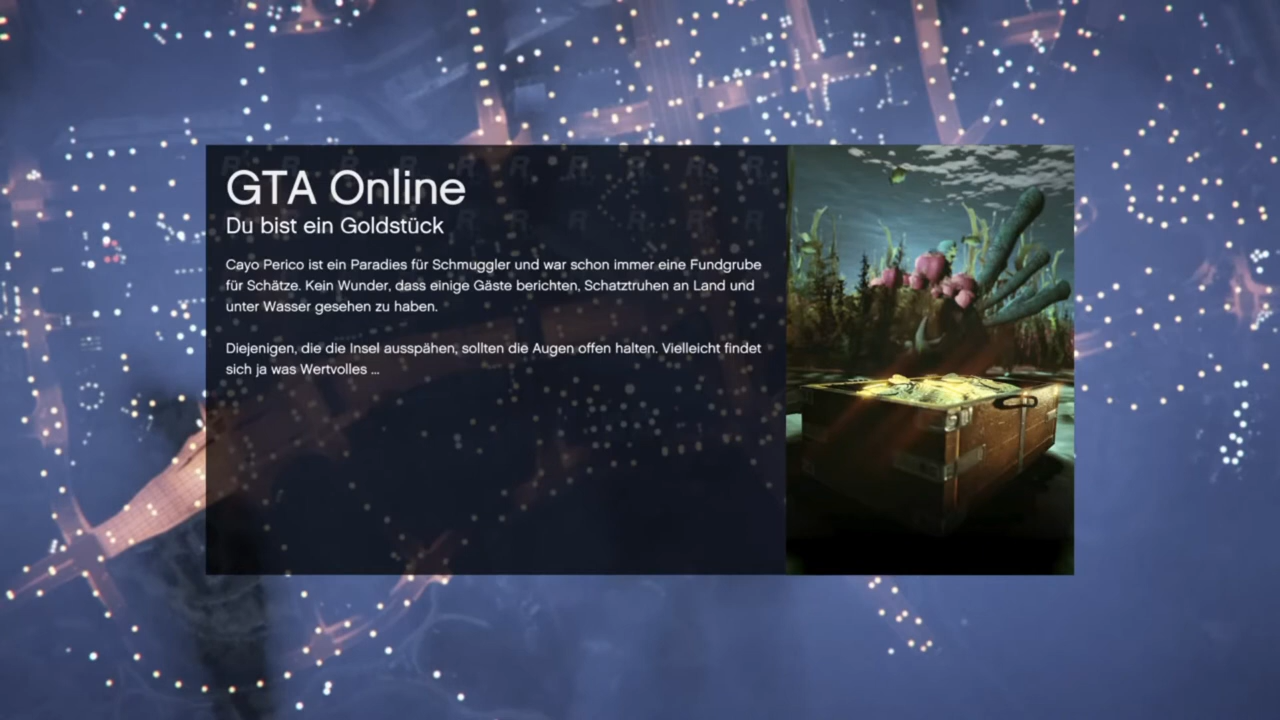 GTA Online
Du bist ein Goldstück
Cayo Perico ist ein Paradies für Schmuggler und war schon immer eine Fundgrube
für Schätze. Kein Wunder, dass einige Gäste berichten, Schatztruhen an Land und
unter Wasser gesehen zu haben.
Diejenigen, die die Insel ausspähen, sollten die Augen offen halten. Vielleicht findet
sich ja was Wertvolles ...